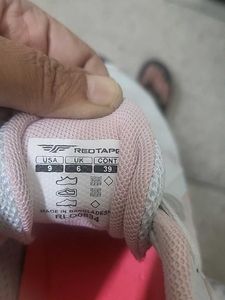 REDTAPE
USA UK CONT
9 6 39
MADE IN BANGLADESH